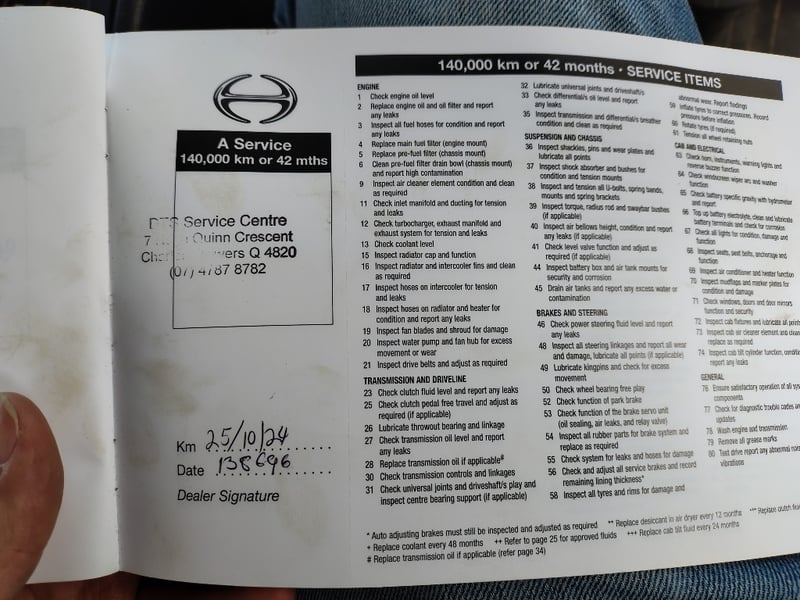 A Service
140,000 km or 42 mths
Service Centre
Quinn Crescent
Q 4820
(07) 4787 8782
Km 25/10/24
Date 138696
Dealer Signature
140,000 km or 42 months • SERVICE ITEMS
ENGINE
1 Check engine oil level
2 Replace engine oil and oil filter and report
any leaks
3 Inspect all fuel hoses for condition and report
any leaks
4 Replace main fuel filter (engine mount)
5 Replace pre-fuel filter (chassis mount)
6 Clean pre-fuel filter drain bowl (chassis mount)
and report high contamination
9 Inspect air cleaner element condition and clean
as required
11 Check inlet manifold and ducting for tension
and leaks
12 Check turbocharger, exhaust manifold and
exhaust system for tension and leaks
13 Check coolant level
15 Inspect radiator cap and function
16 Inspect radiator and intercooler fins and clean
as required
17 Inspect hoses on intercooler for tension
and leaks
18 Inspect hoses on radiator and heater for
condition and report any leaks
19 Inspect fan blades and shroud for damage
20 Inspect water pump and fan hub for excess
movement or wear
21 Inspect drive belts and adjust as required
TRANSMISSION AND DRIVELINE
23 Check clutch fluid level and report any leaks
25 Check clutch pedal free travel and adjust as
required (if applicable)
26 Lubricate throwout bearing and linkage
27 Check transmission oil level and report
any leaks
28 Replace transmission oil if applicable#
30 Check transmission controls and linkages
31 Check universal joints and driveshaft/s play and
inspect centre bearing support (if applicable)
32 Lubricate universal joints and driveshaft/s
33 Check differential/s oil level and report
any leaks
35 Inspect transmission and differential/s breather
condition and clean as required
SUSPENSION AND CHASSIS
36 Inspect shackles, pins and wear plates and
lubricate all points
37 Inspect shock absorber and bushes for
condition and tension mounts
38 Inspect and tension all U-bolts, spring bands,
mounts and spring brackets
39 Inspect torque, radius rod and swaybar bushes
(if applicable)
40 Inspect air bellows height, condition and report
any leaks (if applicable)
41 Check level valve function and adjust as
required (if applicable)
44 Inspect battery box and air tank mounts for
security and corrosion
45 Drain air tanks and report any excess water or
contamination
BRAKES AND STEERING
46 Check power steering fluid level and report
any leaks
48 Inspect all steering linkages and report all wear
and damage, lubricate all points (if applicable)
49 Lubricate kingpins and check for excess
movement
50 Check wheel bearing free play
52 Check function of park brake
53 Check function of the brake servo unit
(oil sealing, air leaks, and relay valve)
54 Inspect all rubber parts for brake system and
replace as required
55 Check system for leaks and hoses for damage
56 Check and adjust all service brakes and record
remaining lining thickness*
58 Inspect all tyres and rims for damage and
abnormal wear. Report findings
59 Inflate tyres to correct pressures. Record
pressure before inflation
60 Rotate tyres (if required)
61 Tension all wheel retaining nuts
CAB AND ELECTRICAL
63 Check horn, instruments, warning lights and
reverse buzzer function
64 Check windscreen wiper arc and washer
function
65 Check battery specific gravity with hydrometer
and report
66 Top up battery electrolyte, clean and lubricate
battery terminals and check for corrosion
67 Check all lights for condition, damage and
function
68 Inspect seats, seat belts, anchorage and
function
69 Inspect air conditioner and heater function
70 Inspect mudflaps and marker plates for
condition and damage
71 Check windows, doors and door mirrors
function and security
72 Inspect cab fixtures and lubricate all
73 Inspect cab air cleaner element and clean
replace as required
74 Inspect cab tilt cylinder function,
report any leaks
GENERAL
76 Ensure satisfactory operation of all
components
77 Check for diagnostic trouble codes
updates
78 Wash engine and transmission
79 Remove all grease marks
80 Test drive report any abnormal
vibrations
* Auto adjusting brakes must still be inspected and adjusted as required ** Replace desiccant in air dryer every 12 months *** Replace clutch
+ Replace coolant every 48 months ++ Refer to page 25 for approved fluids +++ Replace cab tilt fluid every 24 months
# Replace transmission oil if applicable (refer page 34)